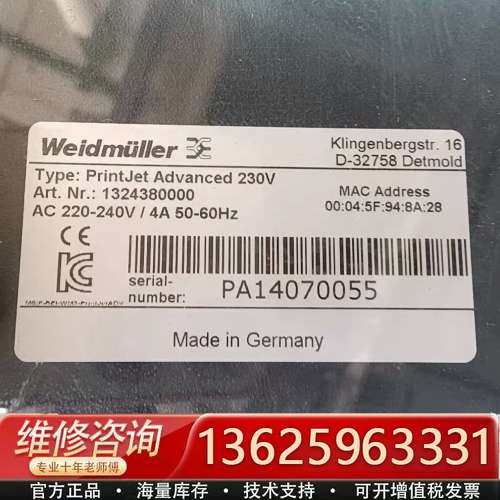 Weidmüller
Klingenbergstr. 16
D-32758 Detmold
Type: PrintJet Advanced 230V
Art. Nr.: 1324380000
AC 220-240V / 4A 50-60Hz
MAC Address
00:04:5F:94:8A:28
CE
serial-
number:
PA14070055
Made in Germany
维修咨询
专业十年老师傅
13625963331
官方正品 · 海量库存 · 技术支持 · 可开增值税发票